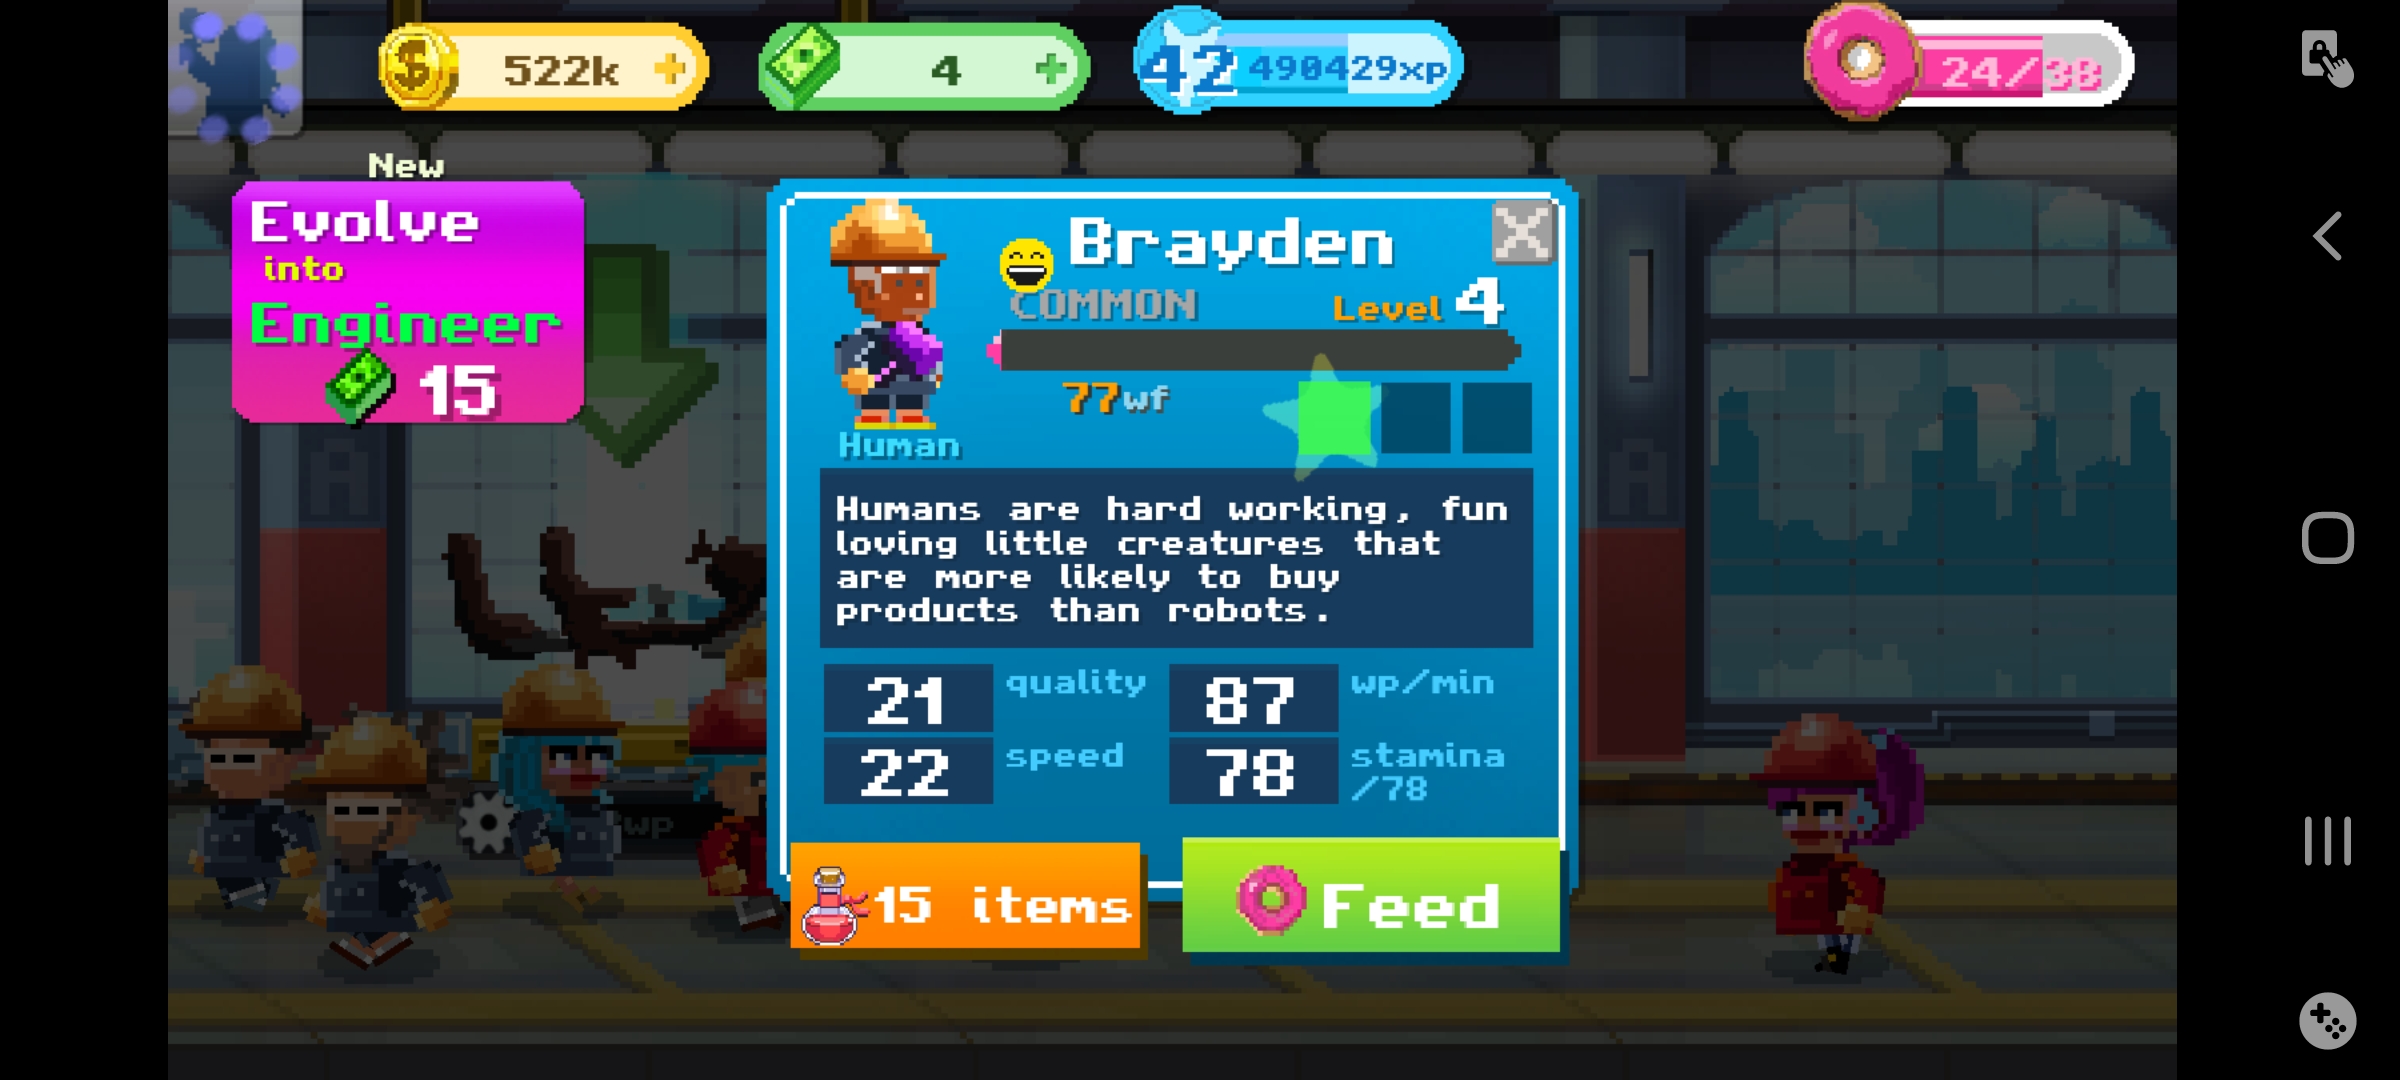 522k
4
42 490429xp
24/30
New
Evolve
into
Engineer
15
Brayden
COMMON
Level 4
77wf
Human
Humans are hard working, fun
loving little creatures that
are more likely to buy
products than robots.
21 quality
87 wp/min
22 speed
78 stamina
/78
wp
15 items
Feed
A
A